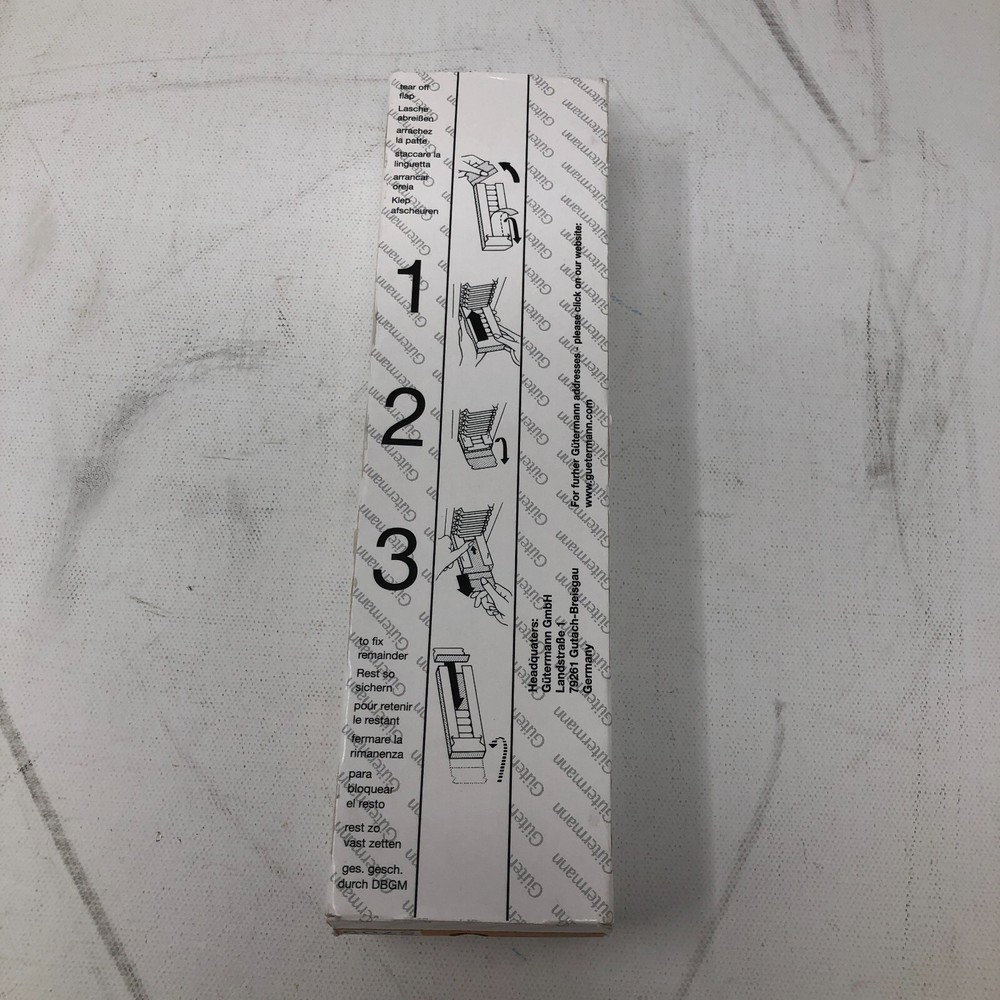 tear off
flap
Lasche
abreißen
arrachez
la patte
staccare la
linguetta
arrancar
oreja
Klep
afscheuren
1
2
3
to fix
remainder
Rest so
sichern
pour retenir
le restant
fermare la
rimanenza
para
bloquear
el resto
rest zo
vast zetten
ges. gesch.
durch DBGM
For further Gütermann addresses - please click on our website:
www.guetermann.com
Headquaters:
Gütermann GmbH
Landstraße 1
79261 Gutach-Breisgau
Germany
Gütermann